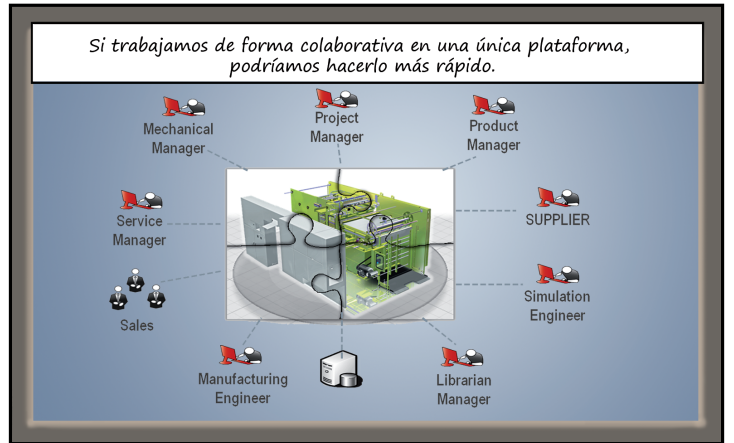 Si trabajamos de forma colaborativa en una única plataforma,
podríamos hacerlo más rápido.
Mechanical
Manager
Project
Manager
Product
Manager
Service
Manager
SUPPLIER
Sales
Simulation
Engineer
Manufacturing
Engineer
Librarian
Manager